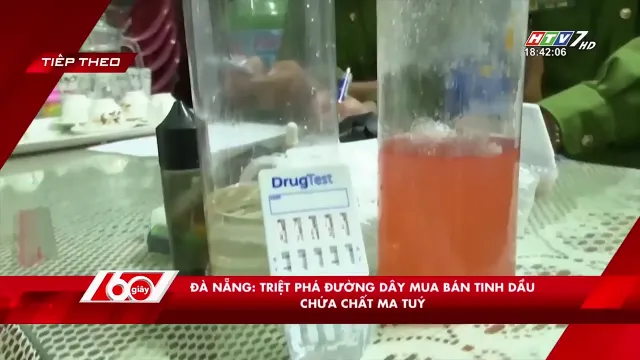 TIẾP THEO
HTV7 HD
18:42:06
DrugTest
60 giây
ĐÀ NẴNG: TRIỆT PHÁ ĐƯỜNG DÂY MUA BÁN TINH DẦU
CHỨA CHẤT MA TUÝ